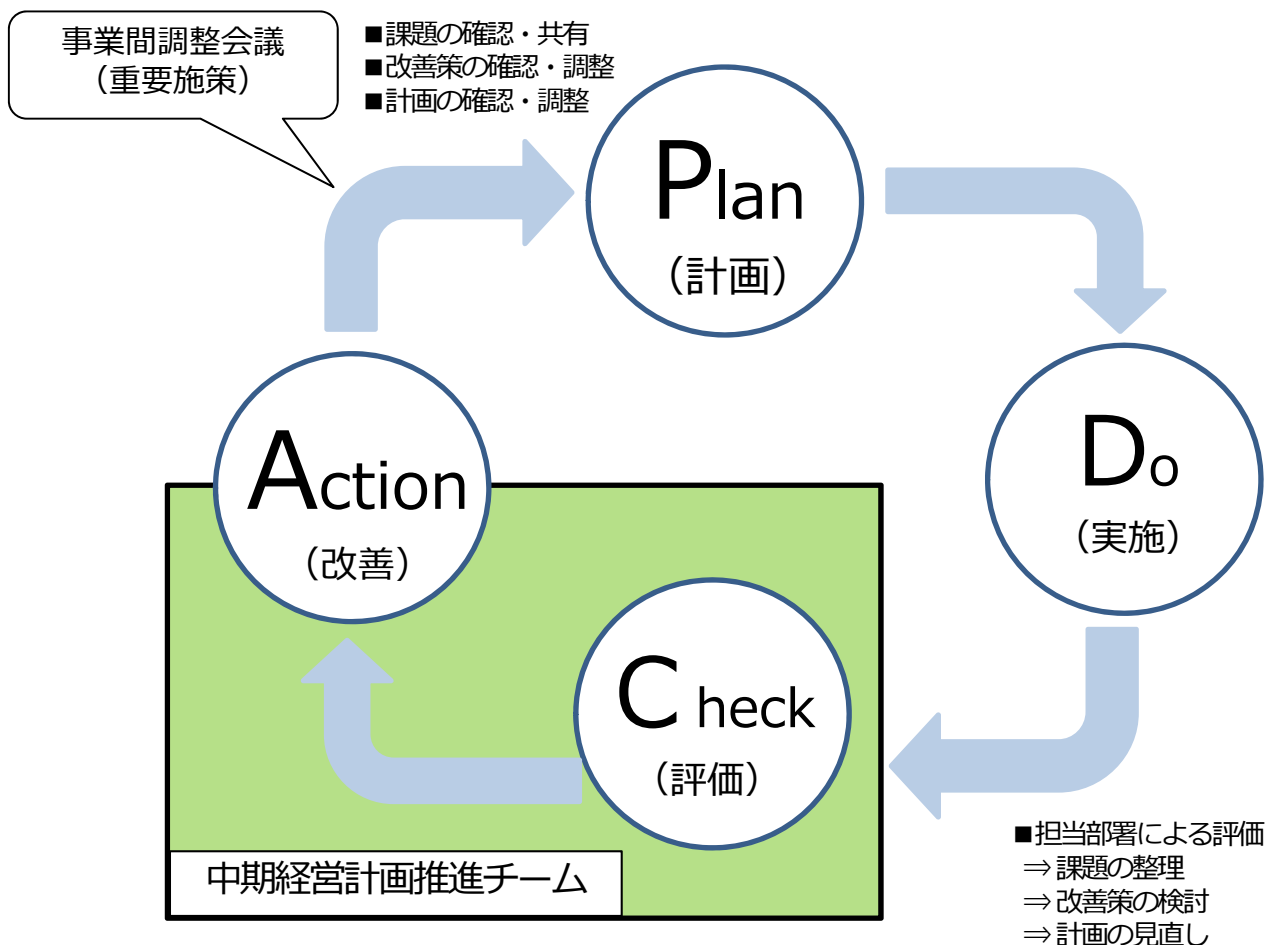 事業間調整会議
（重要施策）
■課題の確認・共有
■改善策の確認・調整
■計画の確認・調整
Plan
（計画）
Do
（実施）
Action
（改善）
C heck
（評価）
中期経営計画推進チーム
■担当部署による評価
⇒課題の整理
⇒改善策の検討
⇒計画の見直し